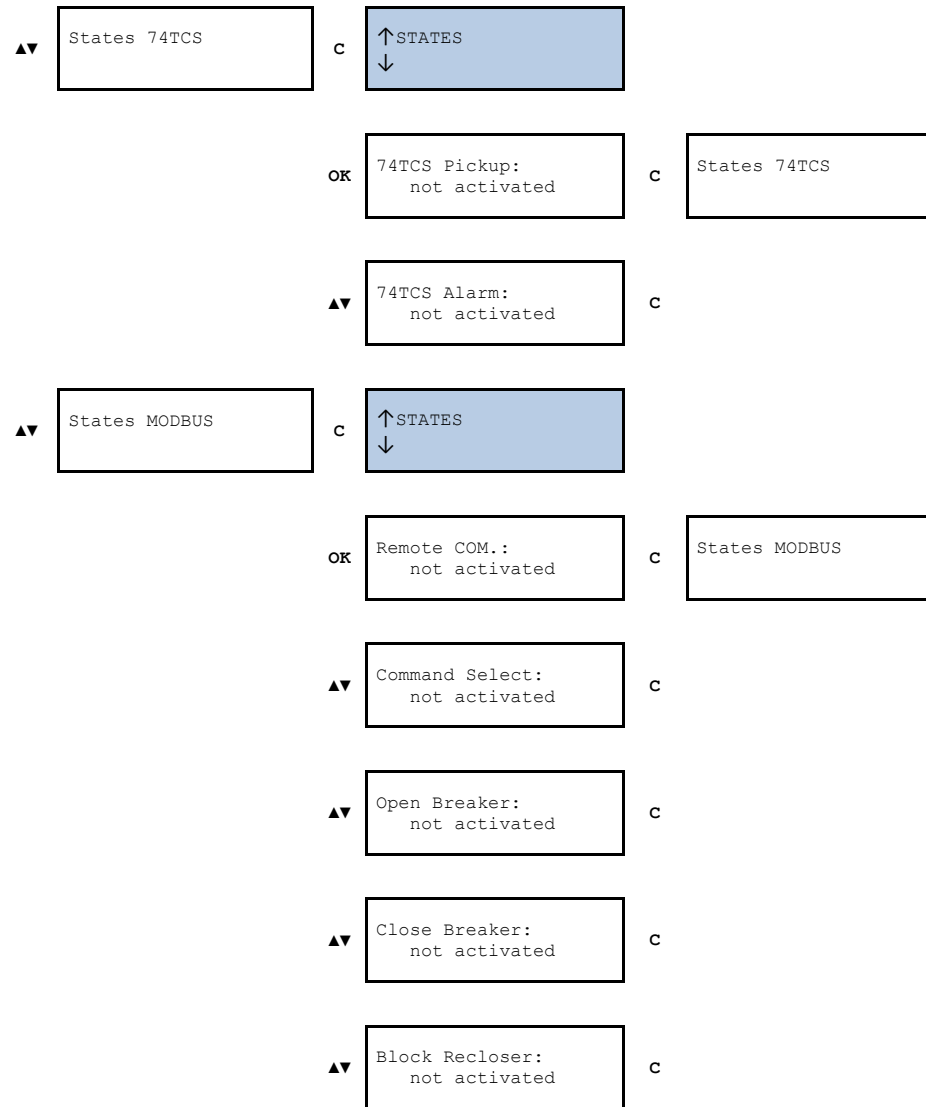 ▲▼ States 74TCS C ↑STATES
↓
OK 74TCS Pickup: C States 74TCS
not activated
▲▼ 74TCS Alarm: C
not activated
▲▼ States MODBUS C ↑STATES
↓
OK Remote COM.: C States MODBUS
not activated
▲▼ Command Select: C
not activated
▲▼ Open Breaker: C
not activated
▲▼ Close Breaker: C
not activated
▲▼ Block Recloser: C
not activated